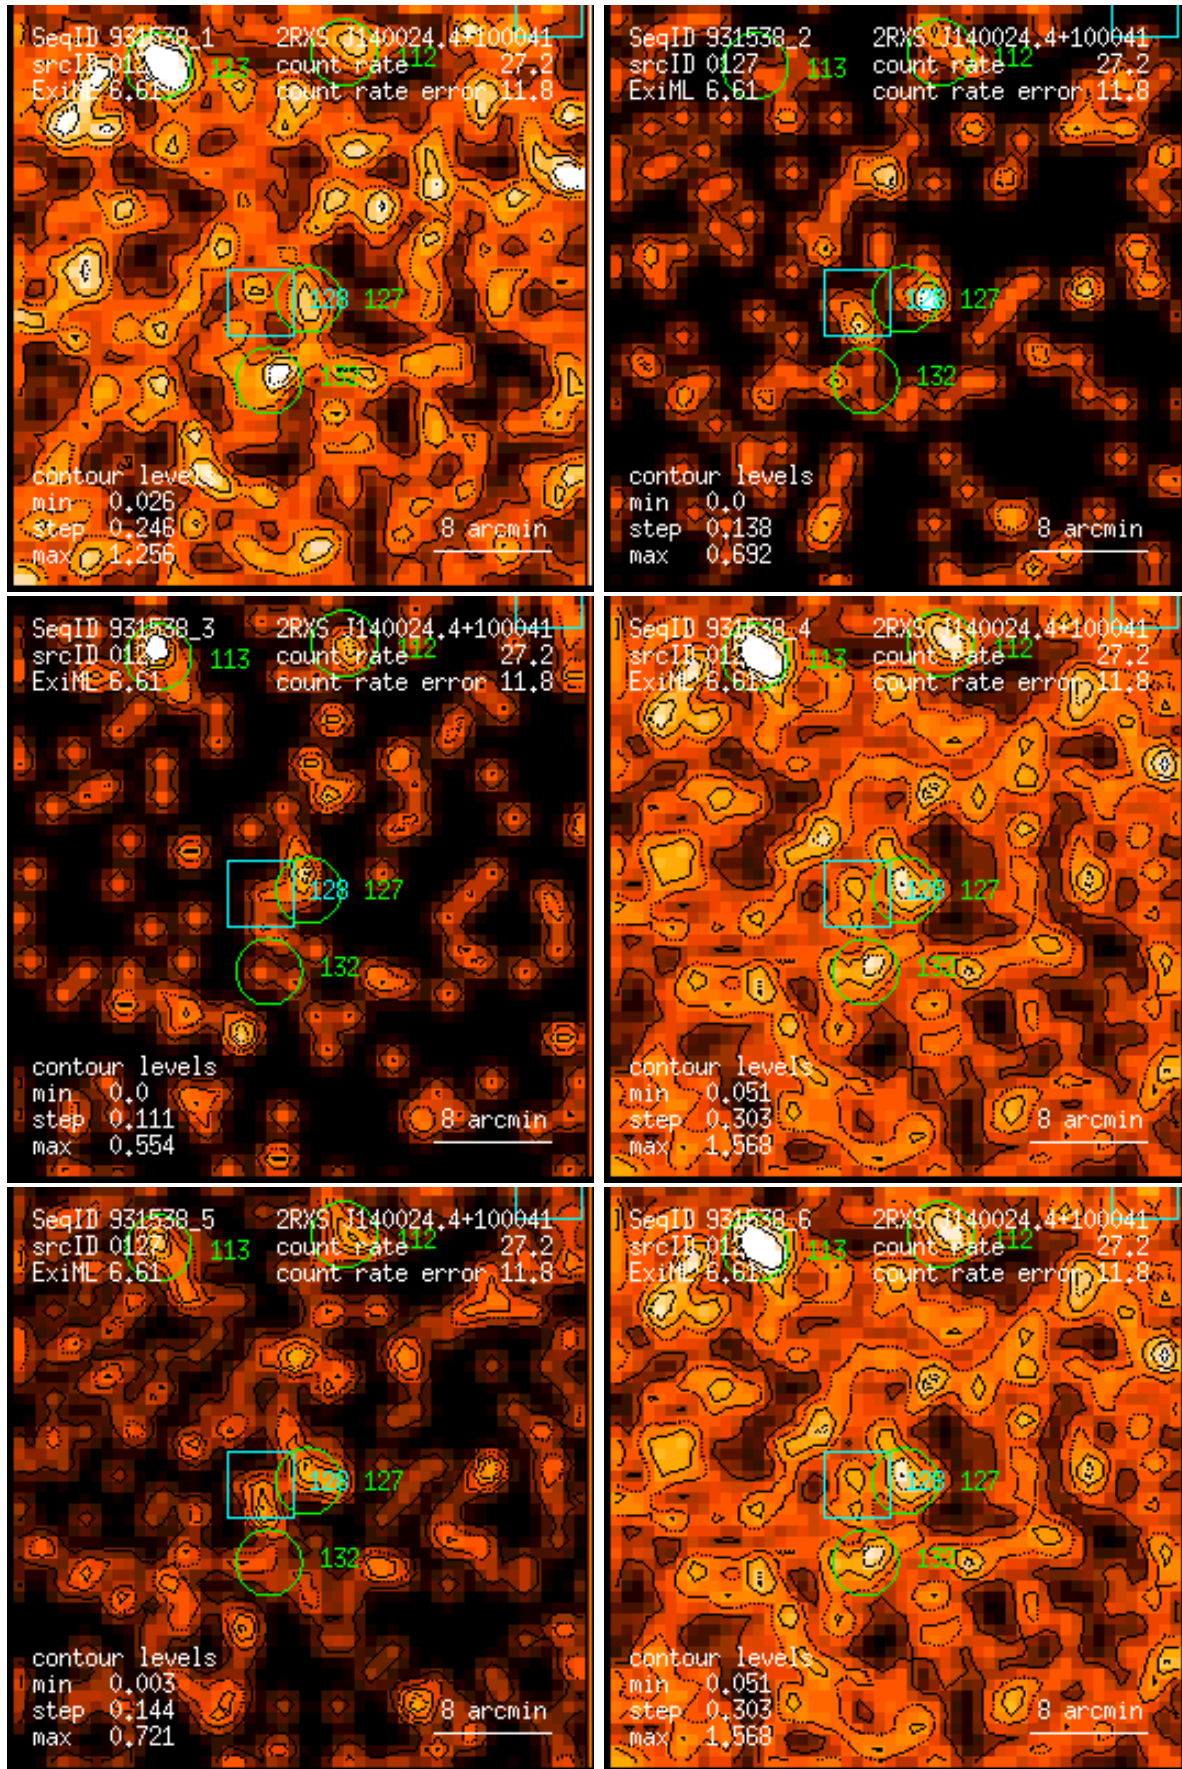 SeqID 931538_1 2RXS J140024.4+100041
srcID 0127 count rate 27.2
ExiML 6.61 count rate error 11.8
113
112
128 127
132
contour levels
min 0.026
step 0.246
max 1.256
8 arcmin
SeqID 931538_2 2RXS J140024.4+100041
srcID 0127 count rate 27.2
ExiML 6.61 count rate error 11.8
113
112
128 127
132
contour levels
min 0.0
step 0.138
max 0.692
8 arcmin
SeqID 931538_3 2RXS J140024.4+100041
srcID 0127 count rate 27.2
ExiML 6.61 count rate error 11.8
113
112
128 127
132
contour levels
min 0.0
step 0.111
max 0.554
8 arcmin
SeqID 931538_4 2RXS J140024.4+100041
srcID 0127 count rate 27.2
ExiML 6.61 count rate error 11.8
113
112
128 127
132
contour levels
min 0.051
step 0.303
max 1.568
8 arcmin
SeqID 931538_5 2RXS J140024.4+100041
srcID 0127 count rate 27.2
ExiML 6.61 count rate error 11.8
113
112
128 127
132
contour levels
min 0.003
step 0.144
max 0.721
8 arcmin
SeqID 931538_6 2RXS J140024.4+100041
srcID 0127 count rate 27.2
ExiML 6.61 count rate error 11.8
113
112
128 127
132
contour levels
min 0.051
step 0.303
max 1.568
8 arcmin